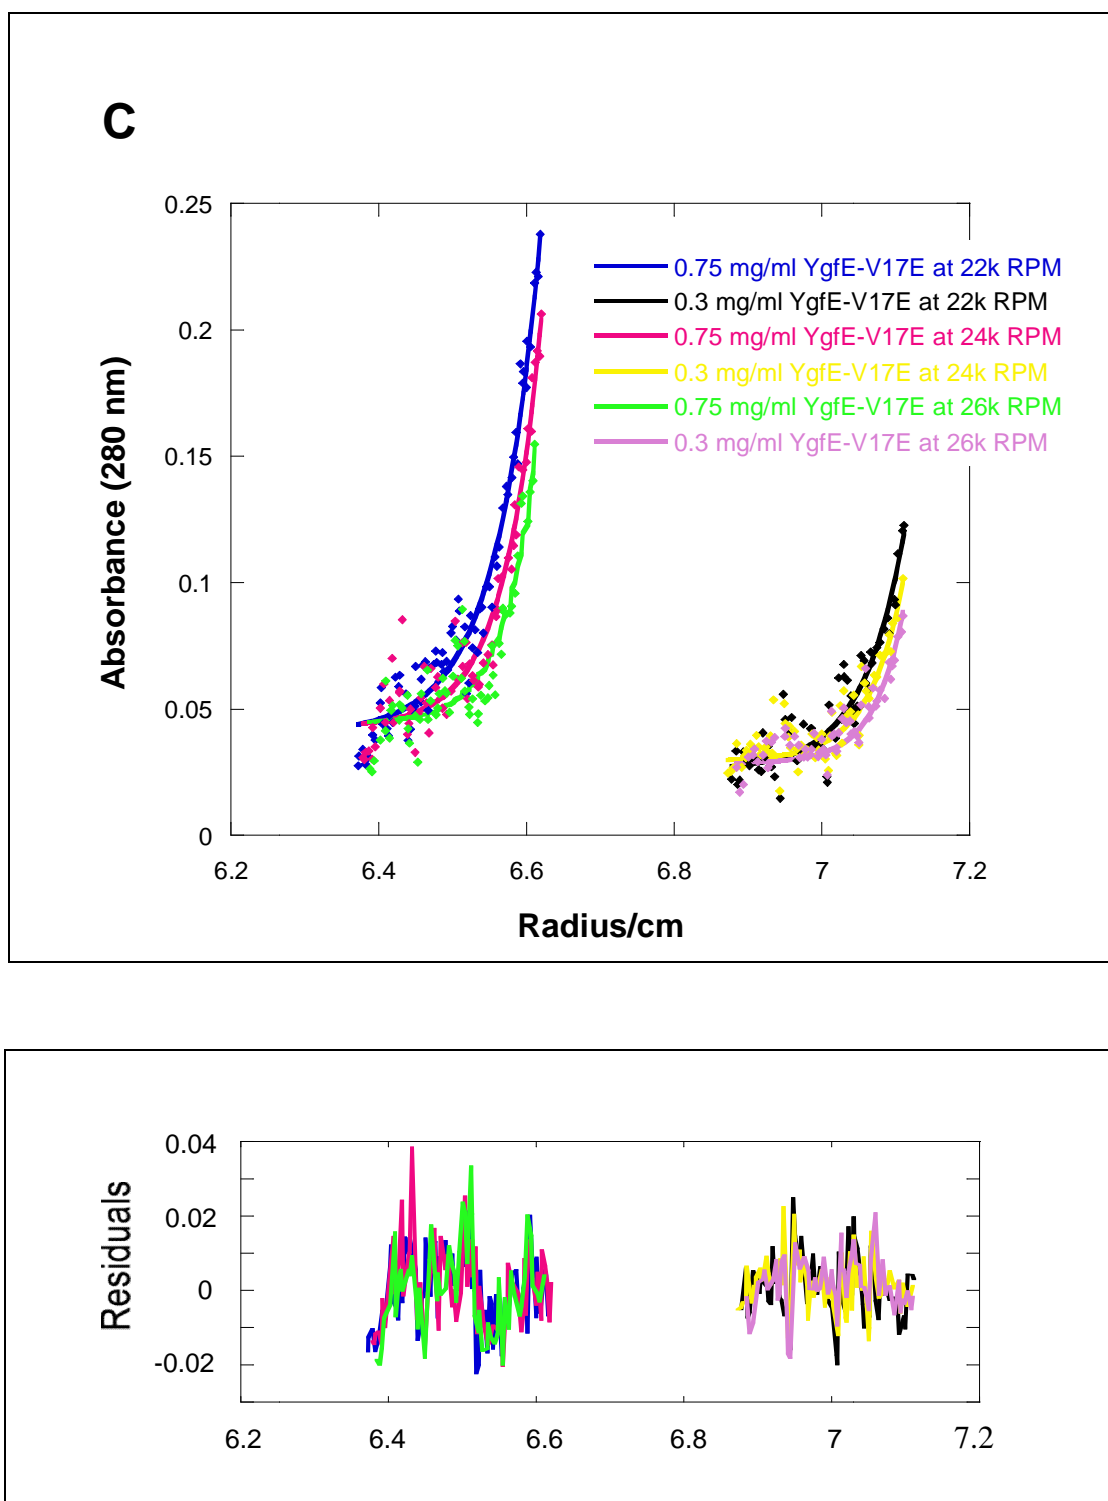 C
0.25
0.2
0.15
0.1
0.05
0
Absorbance (280 nm)
0.75 mg/ml YgfE-V17E at 22k RPM
0.3 mg/ml YgfE-V17E at 22k RPM
0.75 mg/ml YgfE-V17E at 24k RPM
0.3 mg/ml YgfE-V17E at 24k RPM
0.75 mg/ml YgfE-V17E at 26k RPM
0.3 mg/ml YgfE-V17E at 26k RPM
6.2 6.4 6.6 6.8 7 7.2
Radius/cm
0.04
0.02
0
-0.02
Residuals
6.2 6.4 6.6 6.8 7 7.2